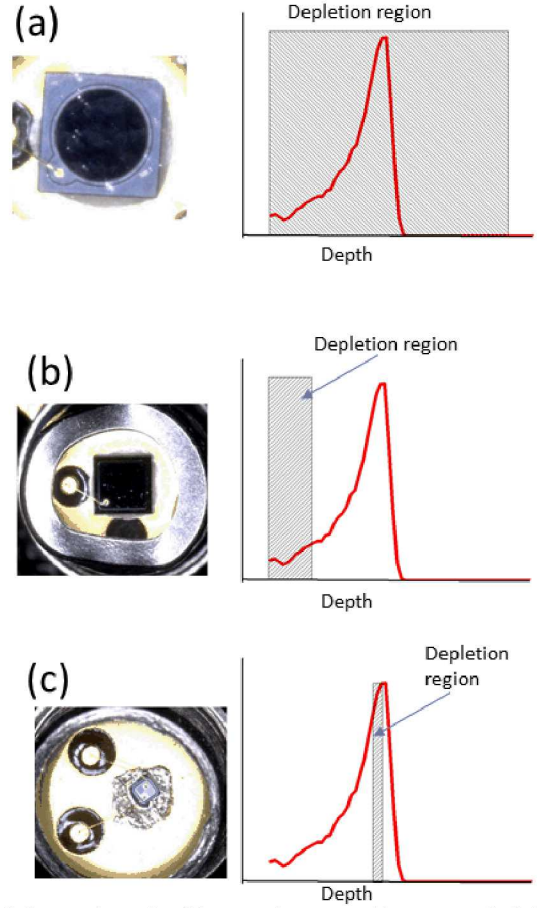 (a)
Depletion region
Depth
(b)
Depletion region
Depth
(c)
Depletion
region
Depth